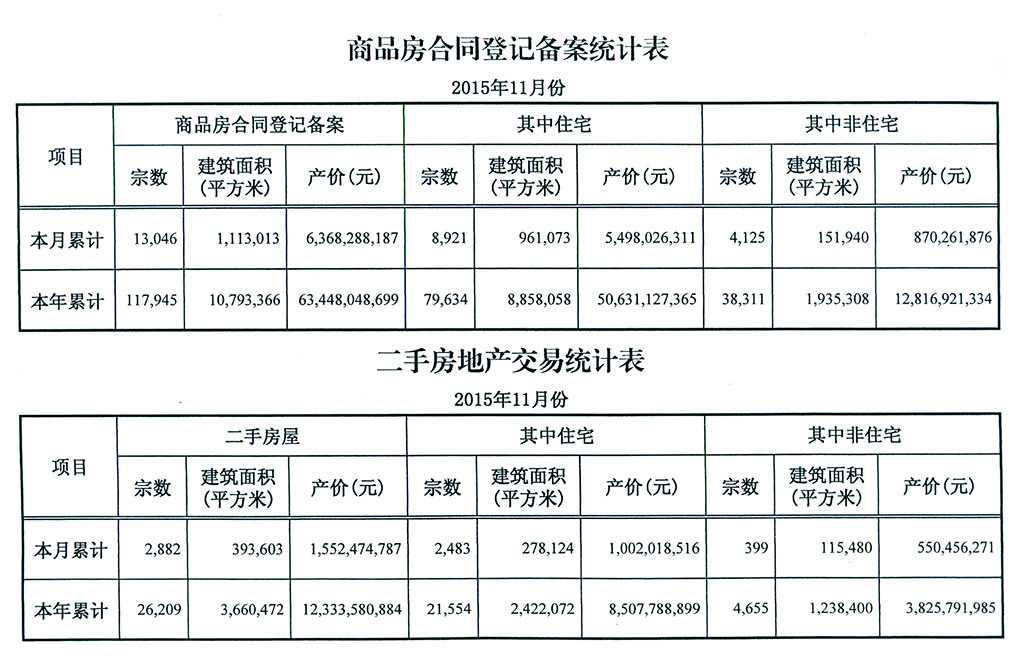 商品房合同登记备案统计表
2015年11月份
项目 商品房合同登记备案 其中住宅 其中非住宅
宗数 建筑面积(平方米) 产价(元) 宗数 建筑面积(平方米) 产价(元) 宗数 建筑面积(平方米) 产价(元)
本月累计 13,046 1,113,013 6,368,288,187 8,921 961,073 5,498,026,311 4,125 151,940 870,261,876
本年累计 117,945 10,793,366 63,448,048,699 79,634 8,858,058 50,631,127,365 38,311 1,935,308 12,816,921,334
二手房地产交易统计表
2015年11月份
项目 二手房屋 其中住宅 其中非住宅
宗数 建筑面积(平方米) 产价(元) 宗数 建筑面积(平方米) 产价(元) 宗数 建筑面积(平方米) 产价(元)
本月累计 2,882 393,603 1,552,474,787 2,483 278,124 1,002,018,516 399 115,480 550,456,271
本年累计 26,209 3,660,472 12,333,580,884 21,554 2,422,072 8,507,788,899 4,655 1,238,400 3,825,791,985